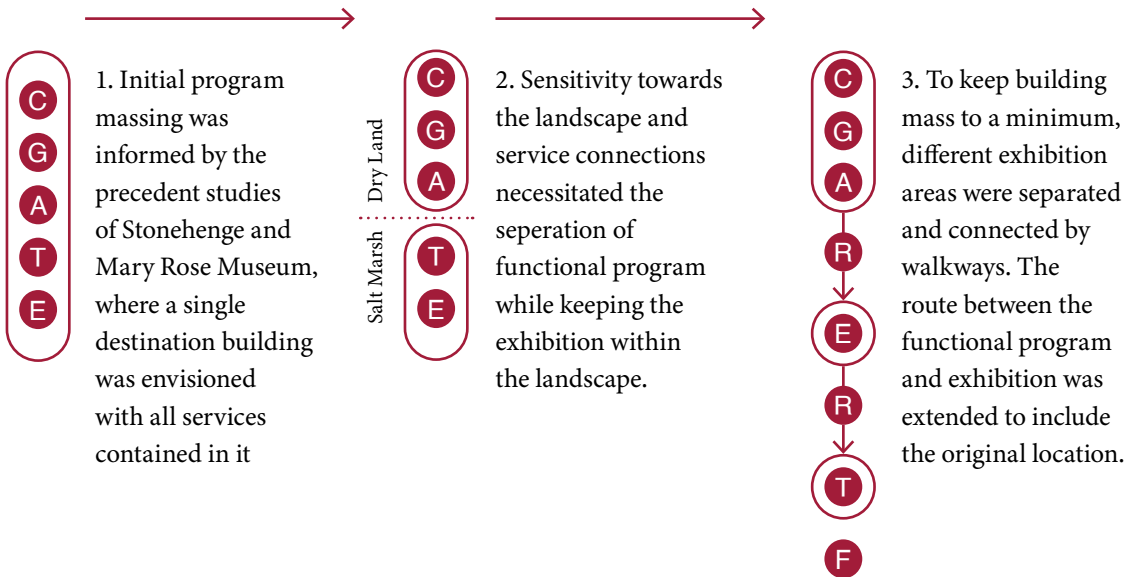 C
G
A
T
E
1. Initial program
massing was
informed by the
precedent studies
of Stonehenge and
Mary Rose Museum,
where a single
destination building
was envisioned
with all services
contained in it
Dry Land
Salt Marsh
C
G
A
T
E
2. Sensitivity towards
the landscape and
service connections
necessitated the
seperation of
functional program
while keeping the
exhibition within
the landscape.
C
G
A
R
E
R
T
F
3. To keep building
mass to a minimum,
different exhibition
areas were separated
and connected by
walkways. The
route between the
functional program
and exhibition was
extended to include
the original location.